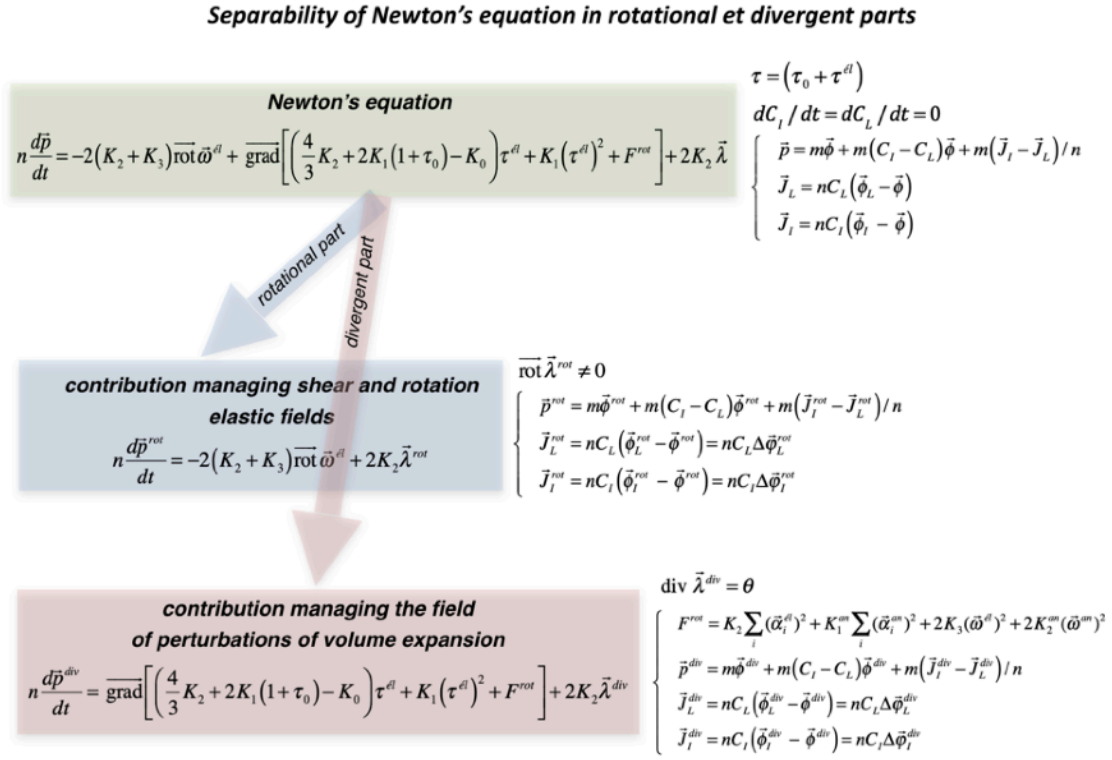 Separability of Newton's equation in rotational et divergent parts
Newton's equation
n dp⃗/dt = −2(K₂ + K₃) rot ω⃗^él + grad[(4/3 K₂ + 2K₁(1 + τ₀) − K₀)τ^él + K₁(τ^él)² + F^rot] + 2K₂ λ⃗
τ = (τ₀ + τ^él)
dC_I / dt = dC_L / dt = 0
p⃗ = mϕ⃗ + m(C_I − C_L)ϕ⃗ + m(J⃗_I − J⃗_L) / n
J⃗_L = nC_L(ϕ⃗_L − ϕ⃗)
J⃗_I = nC_I(ϕ⃗_I − ϕ⃗)
rotational part
divergent part
contribution managing shear and rotation
elastic fields
n dp⃗^rot/dt = −2(K₂ + K₃) rot ω⃗^él + 2K₂ λ⃗^rot
rot λ⃗^rot ≠ 0
p⃗^rot = mϕ⃗^rot + m(C_I − C_L)ϕ⃗^rot + m(J⃗_I^rot − J⃗_L^rot) / n
J⃗_L^rot = nC_L(ϕ⃗_L^rot − ϕ⃗^rot) = nC_L Δφ⃗_L^rot
J⃗_I^rot = nC_I(ϕ⃗_I^rot − ϕ⃗^rot) = nC_I Δφ⃗_I^rot
contribution managing the field
of perturbations of volume expansion
n dp⃗^div/dt = grad[(4/3 K₂ + 2K₁(1 + τ₀) − K₀)τ^él + K₁(τ^él)² + F^rot] + 2K₂ λ⃗^div
div λ⃗^div = θ
F^rot = K₂ ∑_i (α⃗_i^él)² + K₁^an ∑_i (α⃗_i^an)² + 2K₃(ω⃗^él)² + 2K₂^an(ω⃗^an)²
p⃗^div = mϕ⃗^div + m(C_I − C_L)ϕ⃗^div + m(J⃗_I^div − J⃗_L^div) / n
J⃗_L^div = nC_L(ϕ⃗_L^div − ϕ⃗^div) = nC_L Δφ⃗_L^div
J⃗_I^div = nC_I(ϕ⃗_I^div − ϕ⃗^div) = nC_I Δφ⃗_I^div